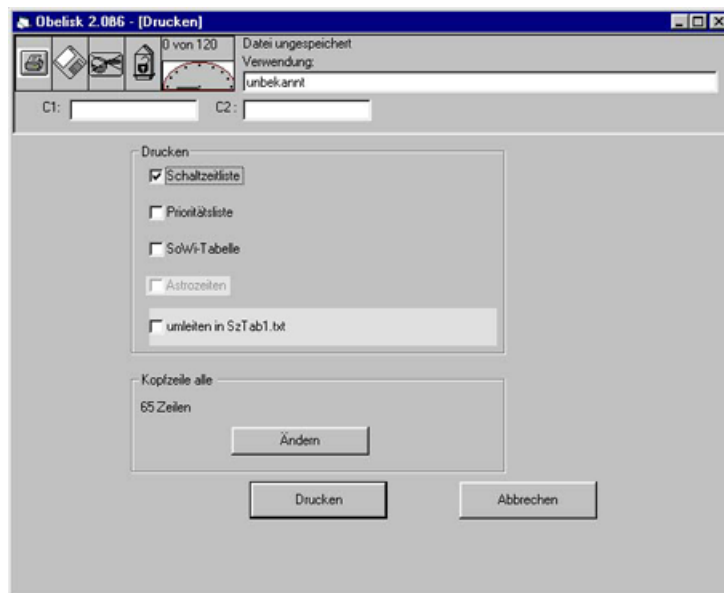 Obelisk 2.086 - [Drucken]
0 von 120
Datei ungespeichert
Verwendung:
unbekannt
C1:
C2:
Drucken
Schaltzeitliste
Prioritätsliste
SoWi-Tabelle
Astrozeiten
umleiten in SzTab1.txt
Kopfzeile alle
65 Zeilen
Ändern
Drucken
Abbrechen